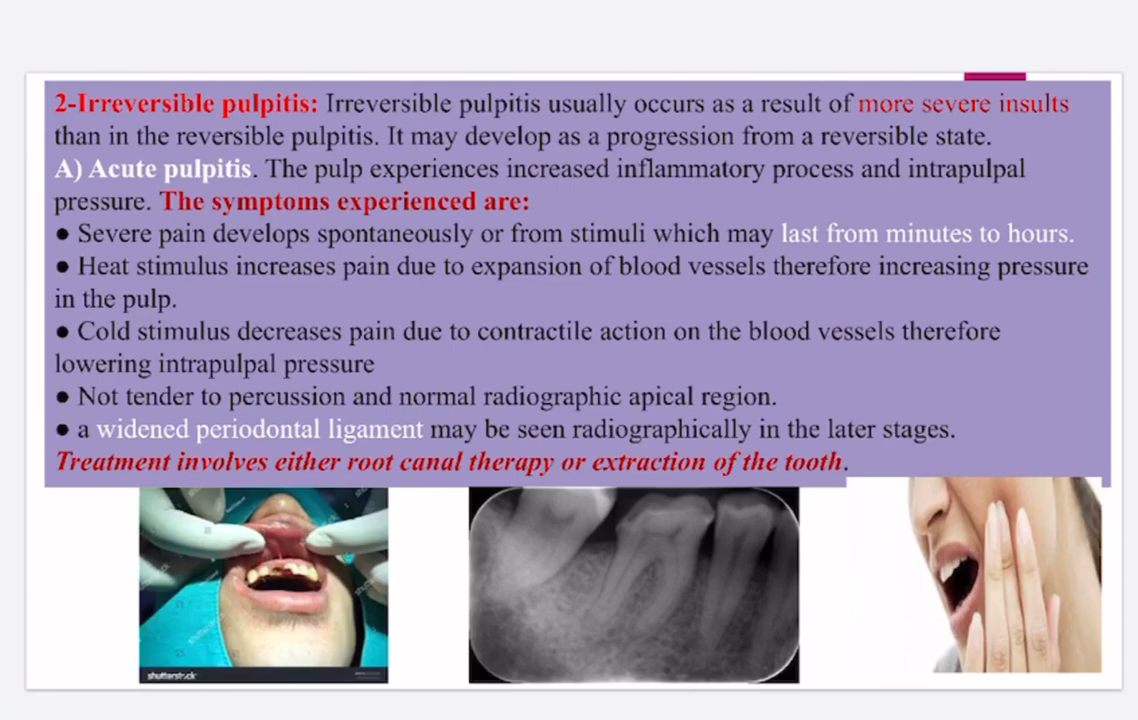 2-Irreversible pulpitis: Irreversible pulpitis usually occurs as a result of more severe insults
than in the reversible pulpitis. It may develop as a progression from a reversible state.
A) Acute pulpitis. The pulp experiences increased inflammatory process and intrapulpal
pressure. The symptoms experienced are:
● Severe pain develops spontaneously or from stimuli which may last from minutes to hours.
● Heat stimulus increases pain due to expansion of blood vessels therefore increasing pressure
in the pulp.
● Cold stimulus decreases pain due to contractile action on the blood vessels therefore
lowering intrapulpal pressure
● Not tender to percussion and normal radiographic apical region.
● a widened periodontal ligament may be seen radiographically in the later stages.
Treatment involves either root canal therapy or extraction of the tooth.
shutterstock